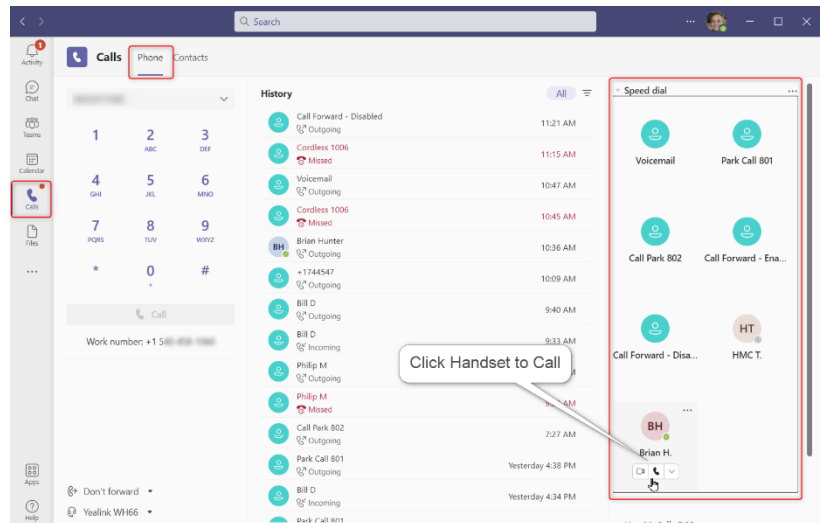 Search
Activity
Chat
Teams
Calendar
Calls
Files
Apps
Help
Calls Phone Contacts
1
2
ABC
3
DEF
4
GHI
5
JKL
6
MNO
7
PQRS
8
TUV
9
WXYZ
*
0
+
#
Call
Work number: +1 5
Don't forward
Yealink WH66
History
All
Call Forward - Disabled
Outgoing
11:21 AM
Cordless 1006
Missed
11:15 AM
Voicemail
Outgoing
10:47 AM
Cordless 1006
Missed
10:45 AM
BH
Brian Hunter
Outgoing
10:36 AM
+1744547
Outgoing
10:09 AM
Bill D
Outgoing
9:40 AM
Bill D
Incoming
9:33 AM
Philip M
Outgoing
Philip M
Missed
AM
Call Park 802
Outgoing
7:27 AM
Park Call 801
Outgoing
Yesterday 4:38 PM
Bill D
Incoming
Yesterday 4:34 PM
Park Call 801
Click Handset to Call
Speed dial
Voicemail
Park Call 801
Call Park 802
Call Forward - Ena...
Call Forward - Disa...
HT
HMC T.
BH
Brian H.